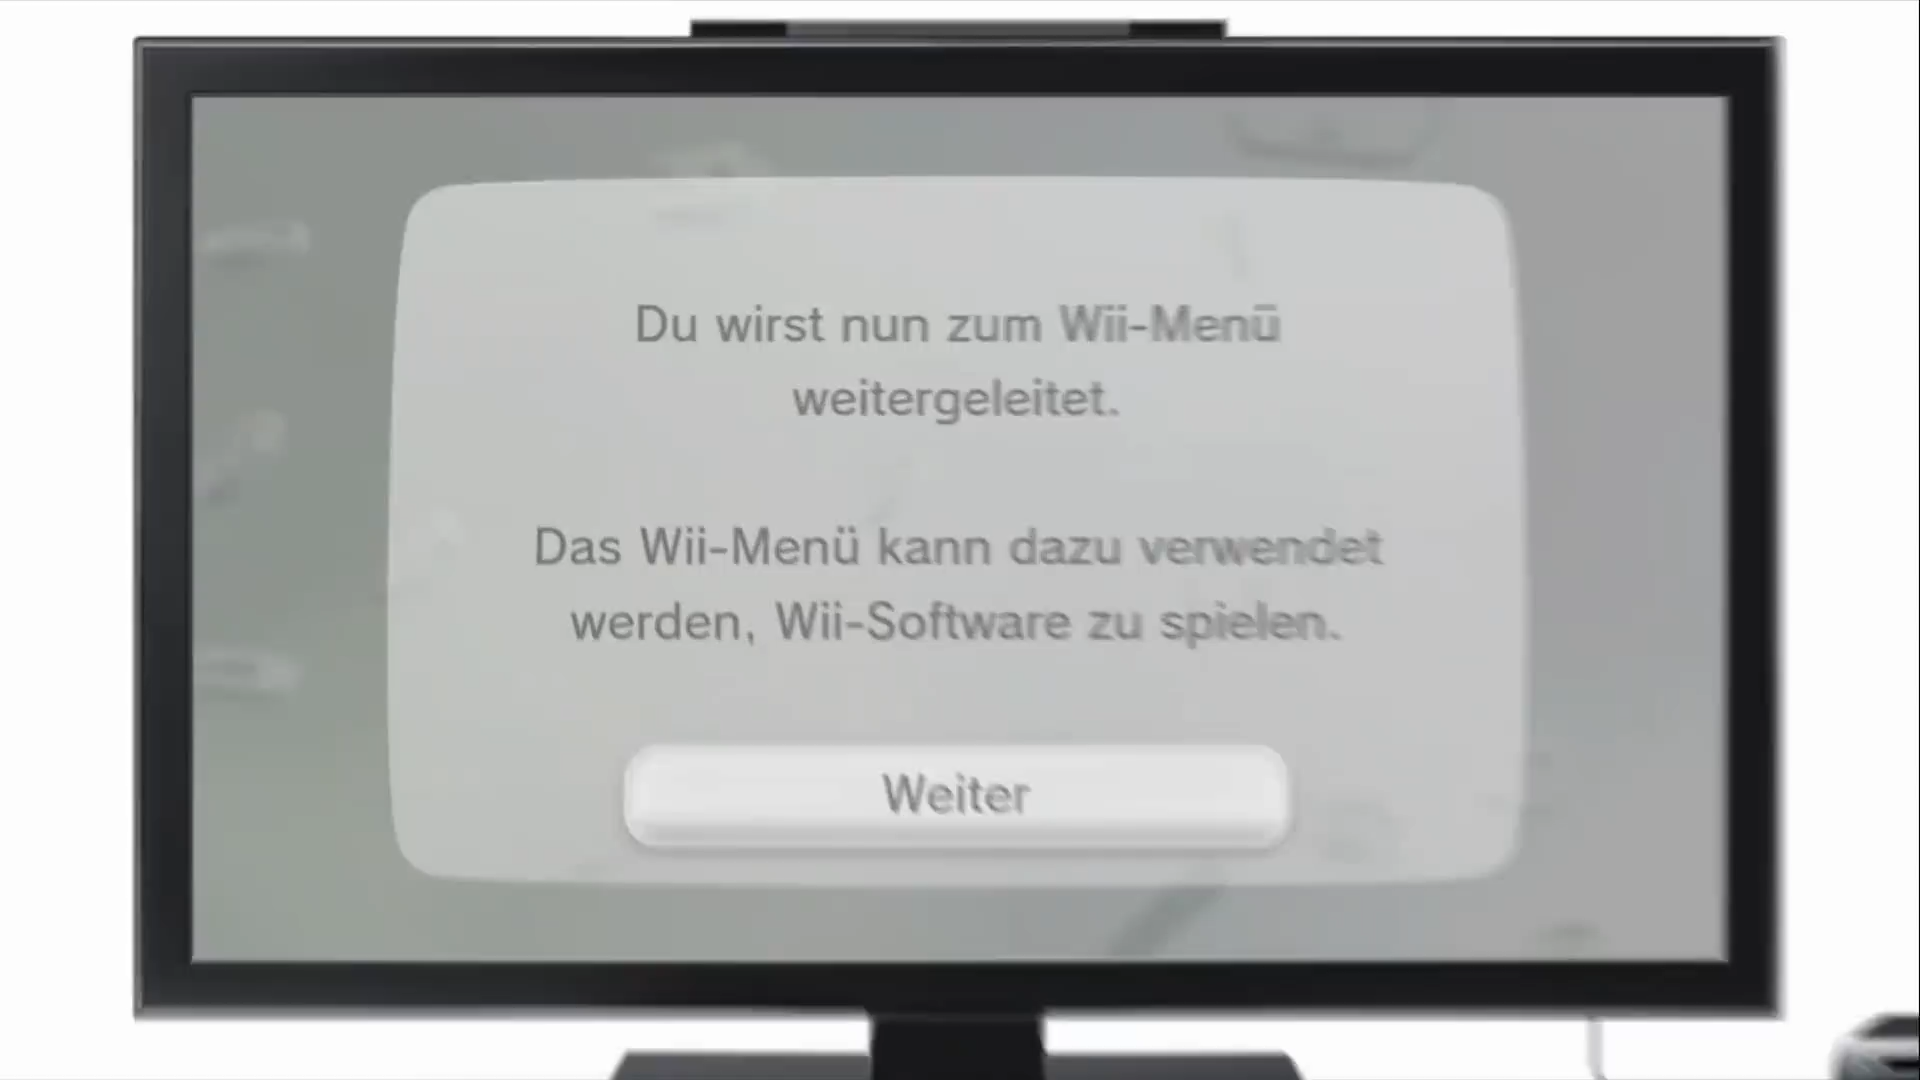 Du wirst nun zum Wii-Menü
weitergeleitet.
Das Wii-Menü kann dazu verwendet
werden, Wii-Software zu spielen.
Weiter